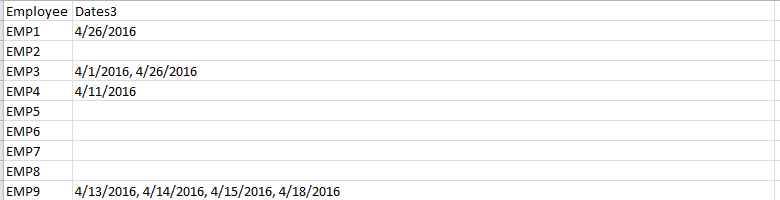 Employee Dates3
EMP1 4/26/2016
EMP2
EMP3 4/1/2016, 4/26/2016
EMP4 4/11/2016
EMP5
EMP6
EMP7
EMP8
EMP9 4/13/2016, 4/14/2016, 4/15/2016, 4/18/2016